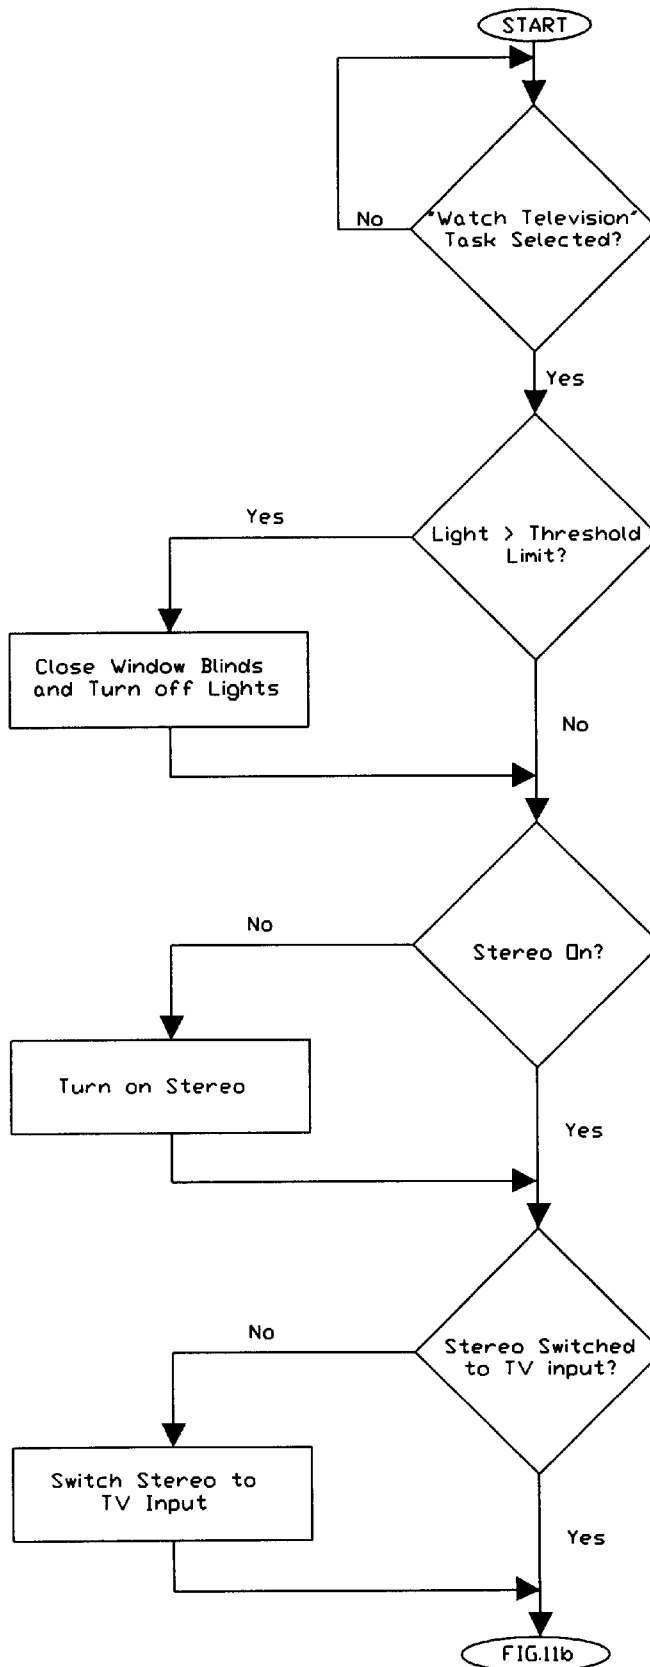 START
No
"Watch Television"
Task Selected?
Yes
Yes
Light > Threshold
Limit?
Close Window Blinds
and Turn off Lights
No
No
Stereo On?
Turn on Stereo
Yes
No
Stereo Switched
to TV input?
Switch Stereo to
TV Input
Yes
FIG.11b